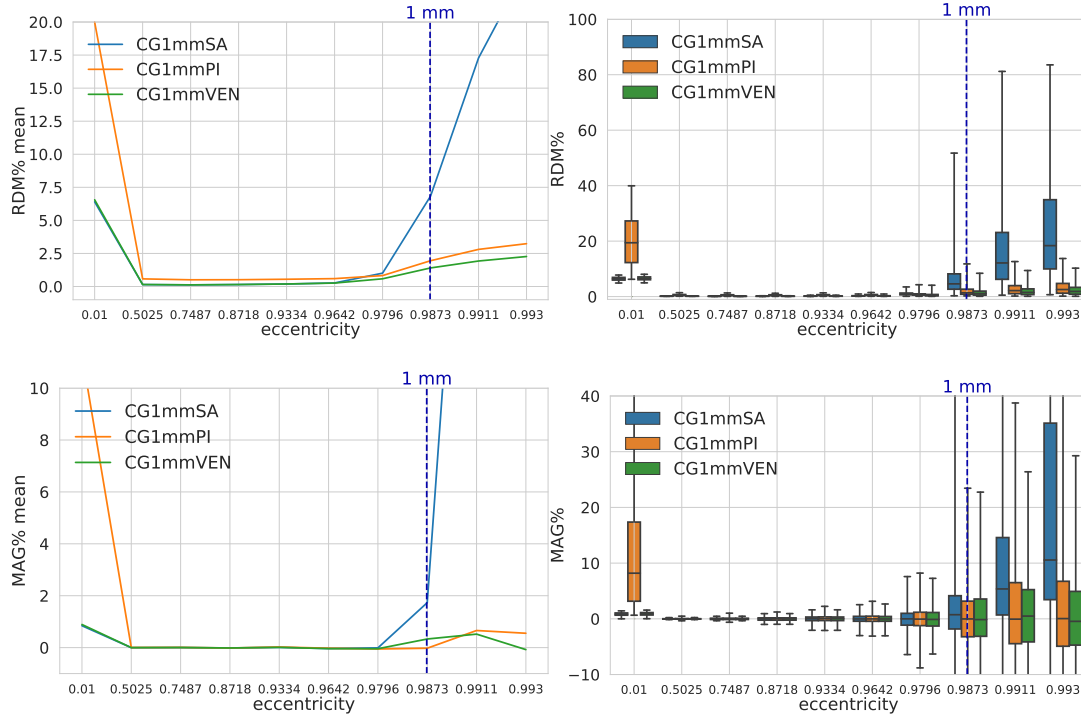 1 mm
20.0
17.5
15.0
12.5
10.0
7.5
5.0
2.5
0.0
RDM% mean
CG1mmSA
CG1mmPI
CG1mmVEN
0.01 0.5025 0.7487 0.8718 0.9334 0.9642 0.9796 0.9873 0.9911 0.993
eccentricity
1 mm
100
80
60
40
20
0
RDM%
CG1mmSA
CG1mmPI
CG1mmVEN
0.01 0.5025 0.7487 0.8718 0.9334 0.9642 0.9796 0.9873 0.9911 0.993
eccentricity
1 mm
10
8
6
4
2
0
MAG% mean
CG1mmSA
CG1mmPI
CG1mmVEN
0.01 0.5025 0.7487 0.8718 0.9334 0.9642 0.9796 0.9873 0.9911 0.993
eccentricity
1 mm
40
30
20
10
0
−10
MAG%
CG1mmSA
CG1mmPI
CG1mmVEN
0.01 0.5025 0.7487 0.8718 0.9334 0.9642 0.9796 0.9873 0.9911 0.993
eccentricity